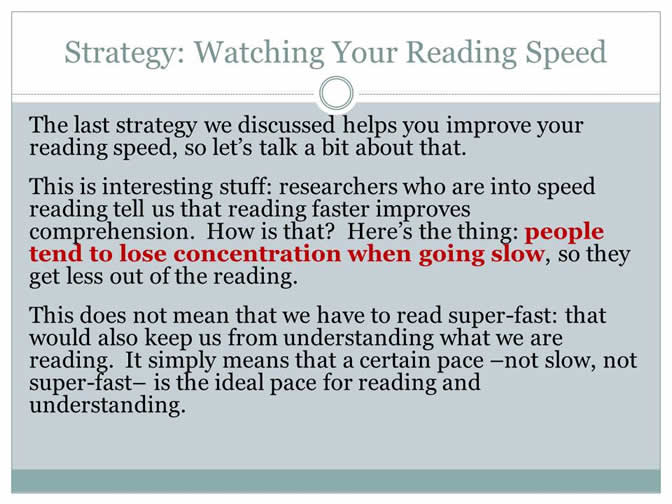 Strategy: Watching Your Reading Speed
The last strategy we discussed helps you improve your
reading speed, so let’s talk a bit about that.
This is interesting stuff: researchers who are into speed
reading tell us that reading faster improves
comprehension.  How is that?  Here’s the thing: people
tend to lose concentration when going slow, so they
get less out of the reading.
This does not mean that we have to read super-fast: that
would also keep us from understanding what we are
reading.  It simply means that a certain pace –not slow, not
super-fast– is the ideal pace for reading and
understanding.